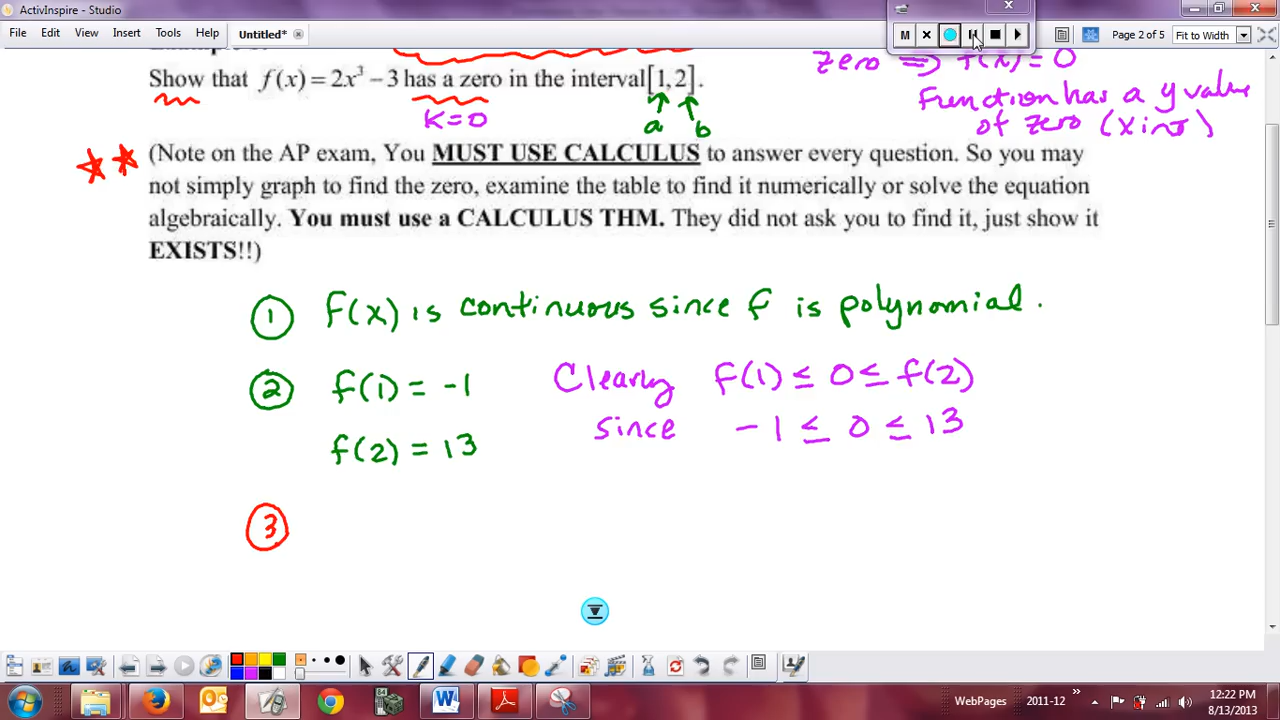 ActivInspire - Studio
File Edit View Insert Tools Help Untitled*
Page 2 of 5 Fit to Width
M
Show that f(x) = 2x³ − 3 has a zero in the interval [1, 2].
zero ⟹ f(x) = 0
Function has a y value
of zero (x int)
K = 0
a b
(Note on the AP exam, You MUST USE CALCULUS to answer every question. So you may
not simply graph to find the zero, examine the table to find it numerically or solve the equation
algebraically. You must use a CALCULUS THM. They did not ask you to find it, just show it
EXISTS!!)
① f(x) is continuous since f is polynomial.
② f(1) = -1 Clearly f(1) ≤ 0 ≤ f(2)
since -1 ≤ 0 ≤ 13
f(2) = 13
③
WebPages 2011-12 »
12:22 PM
8/13/2013